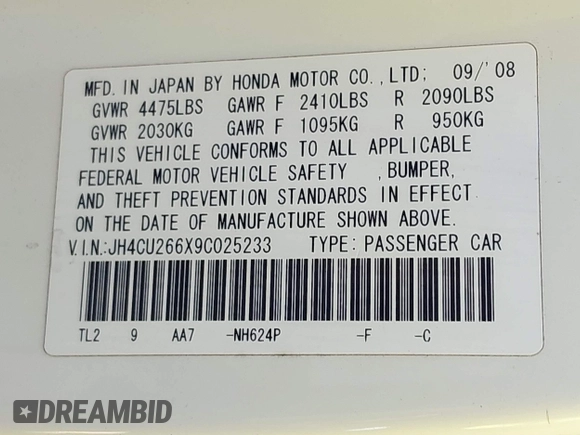 MFD. IN JAPAN BY HONDA MOTOR CO., LTD; 09/'08
GVWR 4475LBS GAWR F 2410LBS R 2090LBS
GVWR 2030KG GAWR F 1095KG R 950KG
THIS VEHICLE CONFORMS TO ALL APPLICABLE
FEDERAL MOTOR VEHICLE SAFETY ,BUMPER,
AND THEFT PREVENTION STANDARDS IN EFFECT
ON THE DATE OF MANUFACTURE SHOWN ABOVE.
V.I.N.:JH4CU266X9C025233 TYPE: PASSENGER CAR
TL2 9 AA7 -NH624P -F -C
DREAMBID